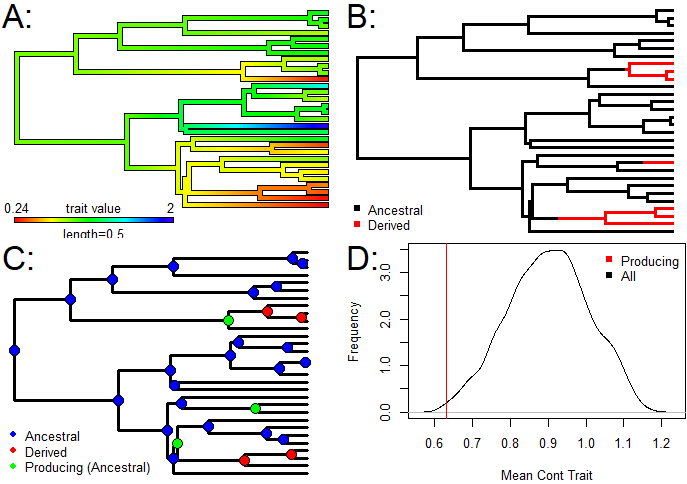 A:
B:
0.24 trait value 2
length=0.5
Ancestral
Derived
C:
Ancestral
Derived
Producing (Ancestral)
D:
Producing
All
Frequency
3.0
2.0
1.0
0.0
0.6 0.7 0.8 0.9 1.0 1.1 1.2
Mean Cont Trait